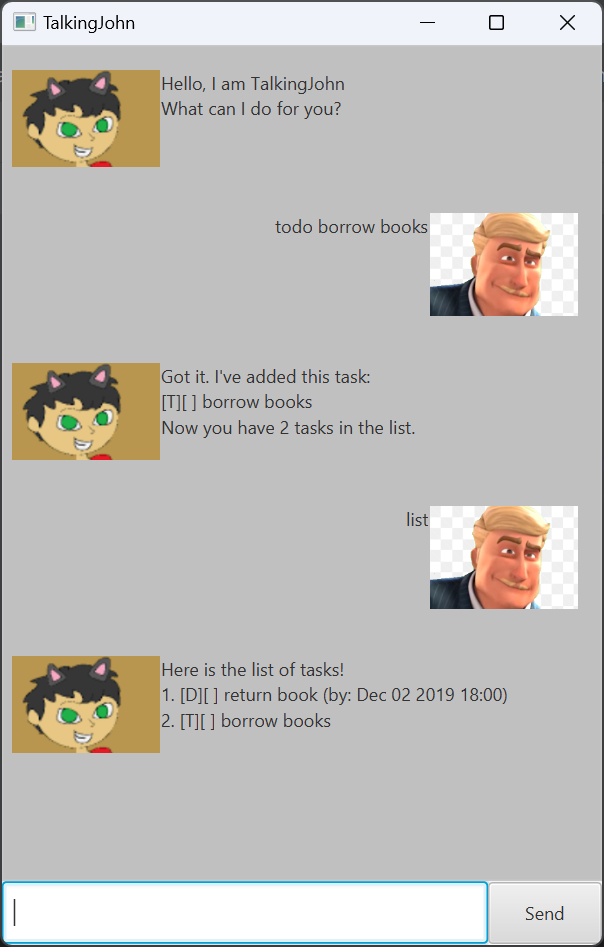 TalkingJohn
Hello, I am TalkingJohn
What can I do for you?
todo borrow books
Got it. I've added this task:
[T][ ] borrow books
Now you have 2 tasks in the list.
list
Here is the list of tasks!
1. [D][ ] return book (by: Dec 02 2019 18:00)
2. [T][ ] borrow books
Send